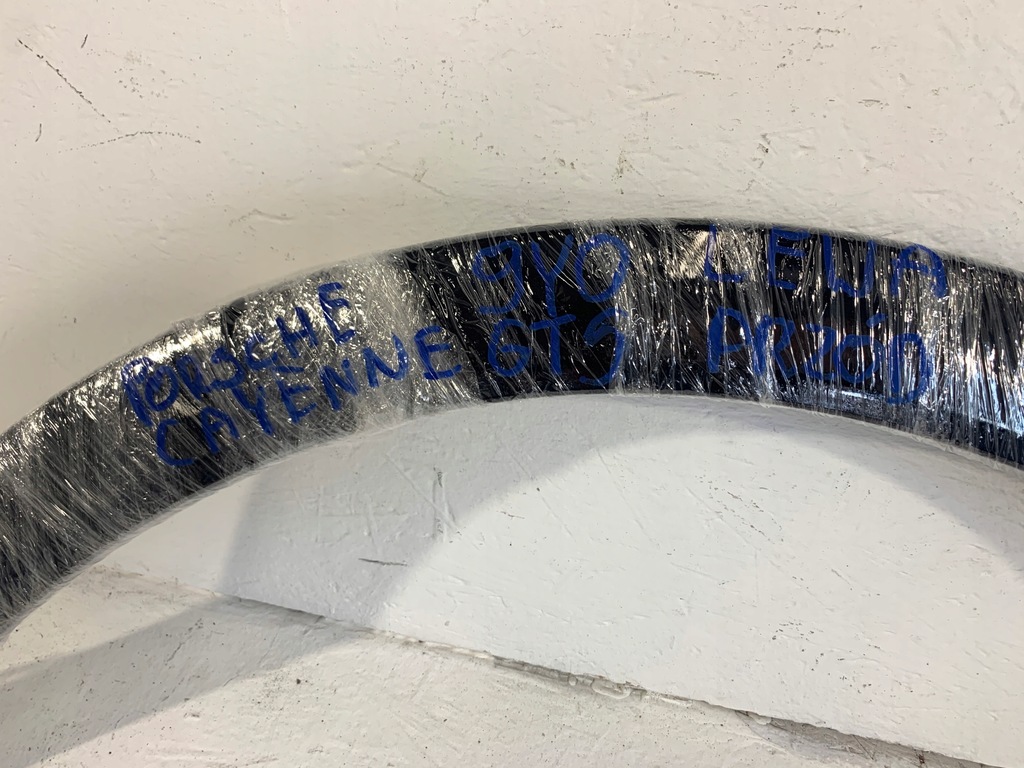 PORSCHE
CAYENNE
9Y0
GTS
LEWA
PRZÓD